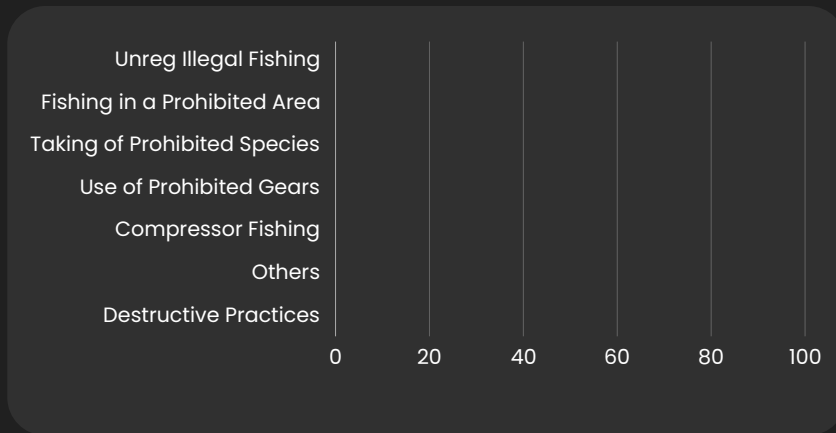 Unreg Illegal Fishing
Fishing in a Prohibited Area
Taking of Prohibited Species
Use of Prohibited Gears
Compressor Fishing
Others
Destructive Practices
0 20 40 60 80 100